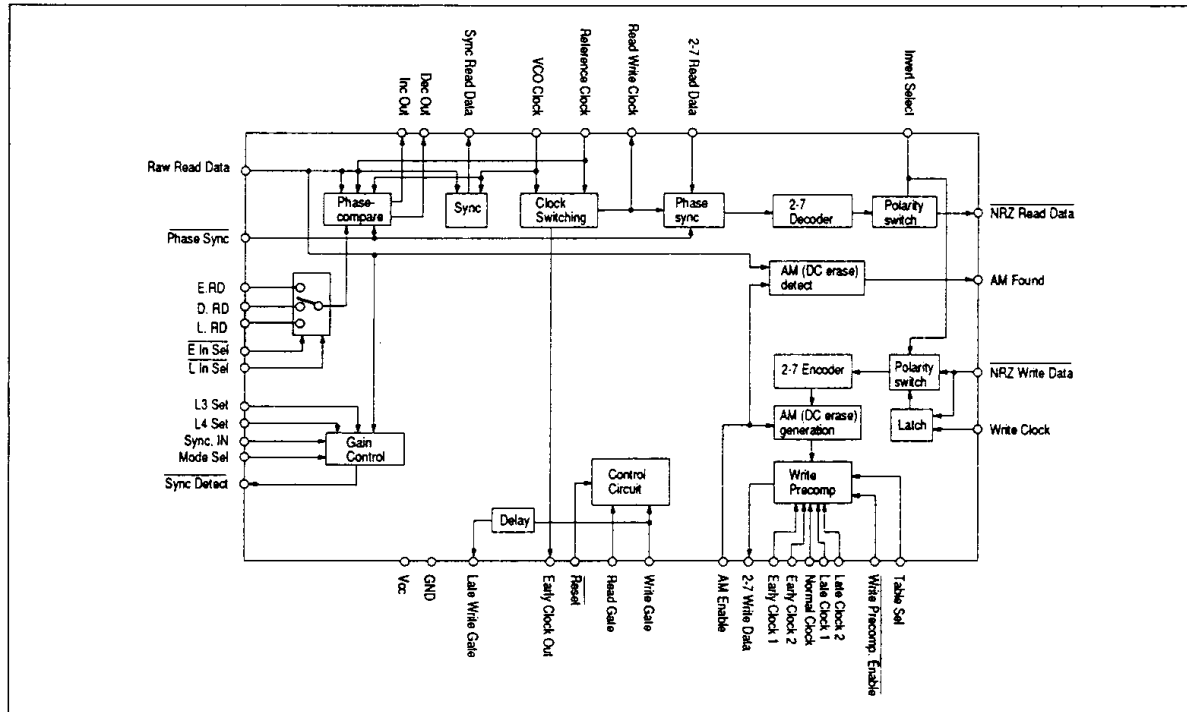 Inc Out
Dec Out
Sync Read Data
VCO Clock
Reference Clock
Read Write Clock
2-7 Read Data
Invert Select
Raw Read Data
Phase-
compare
Sync
Clock
Switching
Phase
sync
2-7
Decoder
Polarity
switch
NRZ Read Data
Phase Sync
AM (DC erase)
detect
AM Found
E.RD
D. RD
L. RD
E In Sel
L In Sel
2-7 Encoder
Polarity
switch
NRZ Write Data
L3 Set
L4 Set
Sync. IN
Mode Sel
Sync Detect
Gain
Control
AM (DC erase)
generation
Latch
Write Clock
Control
Circuit
Write
Precomp
Delay
Vcc
GND
Late Write Gate
Early Clock Out
Reset
Read Gate
Write Gate
AM Enable
2-7 Write Data
Early Clock 1
Early Clock 2
Normal Clock
Late Clock 1
Late Clock 2
Write Precomp. Enable
Table Sel